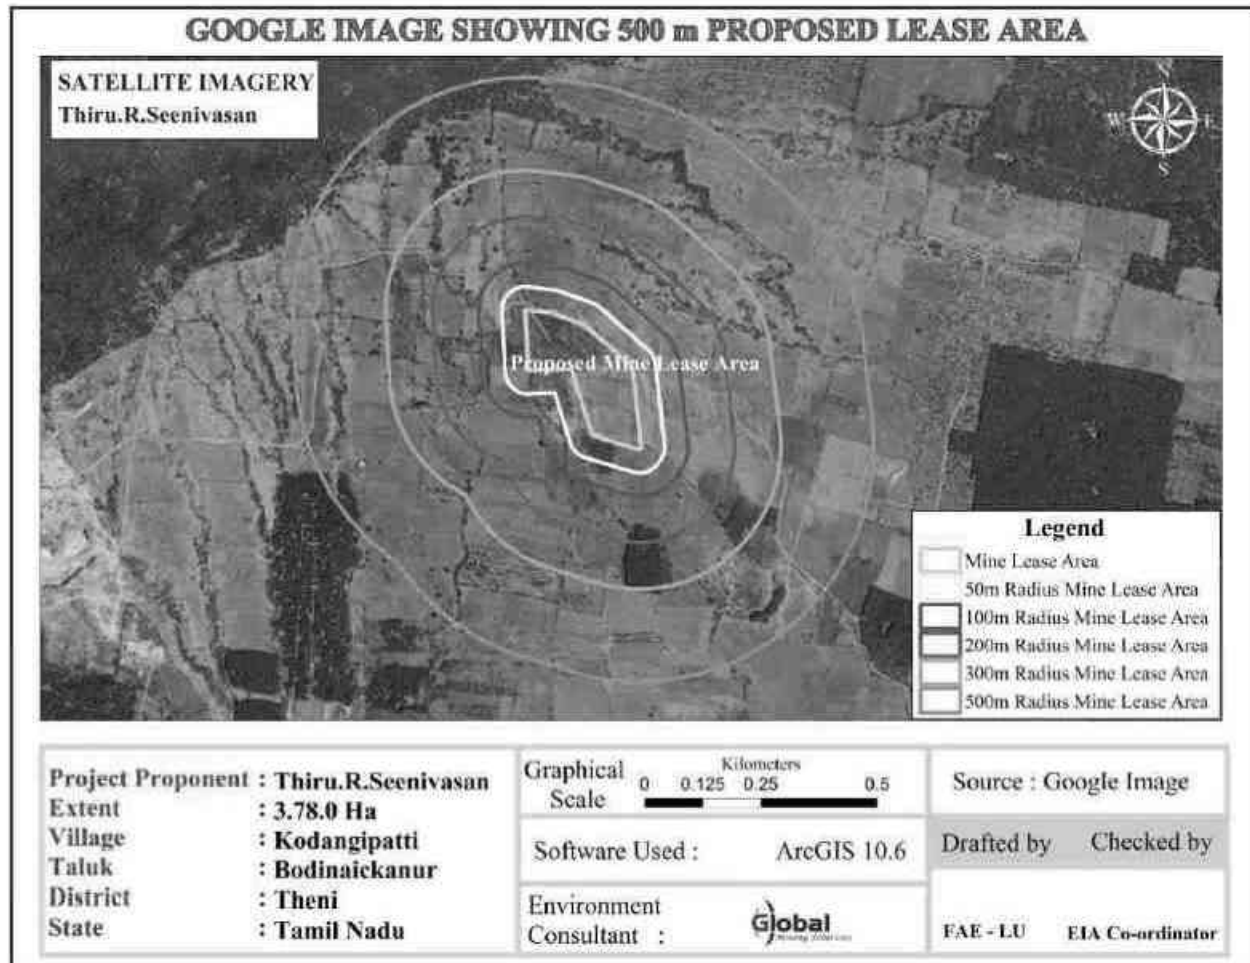 GOOGLE IMAGE SHOWING 500 m PROPOSED LEASE AREA
SATELLITE IMAGERY
Thiru.R.Seenivasan
N
W E
S
Proposed Mine Lease Area
Legend
Mine Lease Area
50m Radius Mine Lease Area
100m Radius Mine Lease Area
200m Radius Mine Lease Area
300m Radius Mine Lease Area
500m Radius Mine Lease Area
Project Proponent : Thiru.R.Seenivasan
Extent : 3.78.0 Ha
Village : Kodangipatti
Taluk : Bodinaickanur
District : Theni
State : Tamil Nadu
Graphical Scale
Kilometers
0 0.125 0.25 0.5
Software Used : ArcGIS 10.6
Environment
Consultant :
Global
Source : Google Image
Drafted by Checked by
FAE - LU EIA Co-ordinator